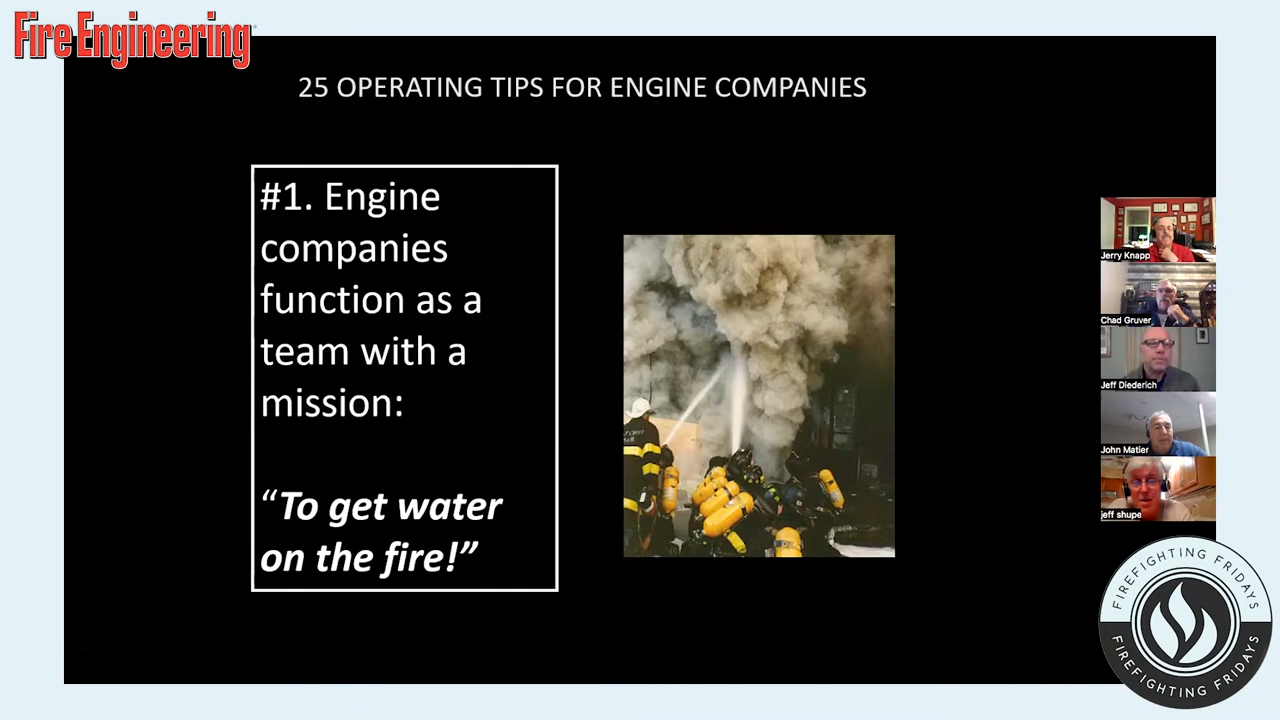 Fire Engineering
25 OPERATING TIPS FOR ENGINE COMPANIES
#1. Engine
companies
function as a
team with a
mission:
“To get water
on the fire!”
Jerry Knapp
Chad Gruver
Jeff Diederich
John Matier
jeff shupe
FIREFIGHTING FRIDAYS
FIREFIGHTING FRIDAYS